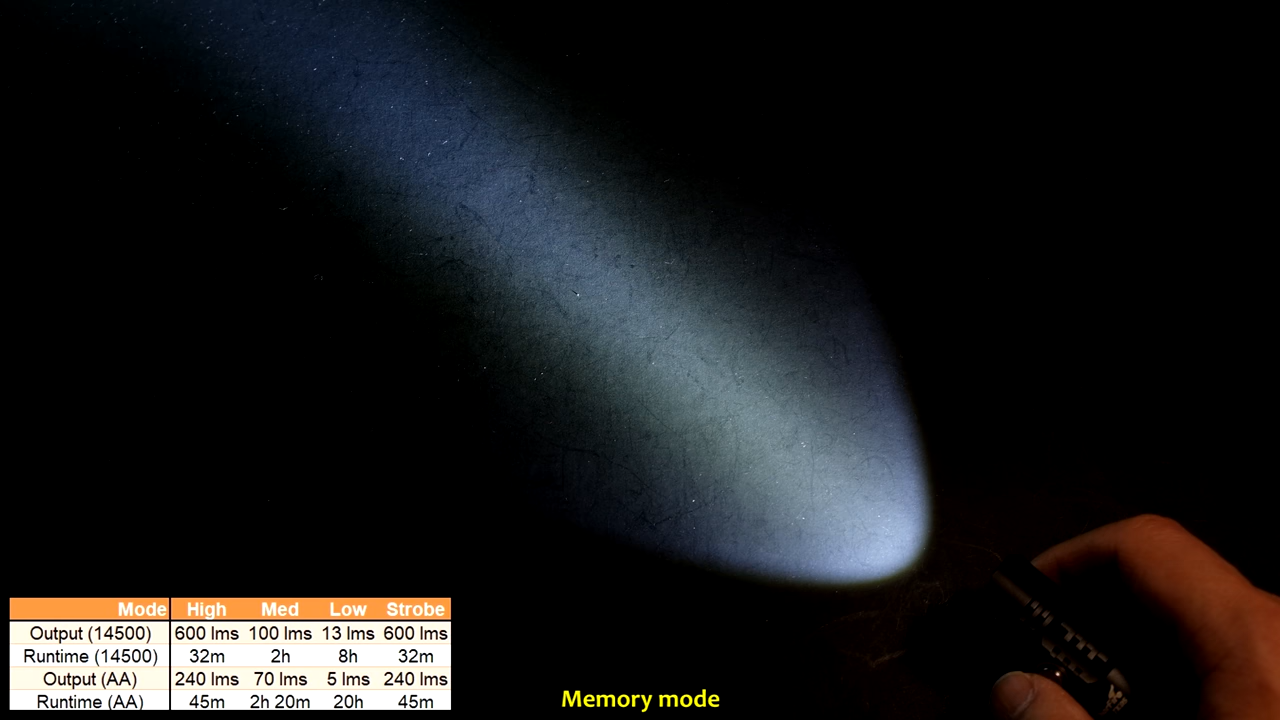 Mode High Med Low Strobe
Output (14500) 600 lms 100 lms 13 lms 600 lms
Runtime (14500) 32m 2h 8h 32m
Output (AA) 240 lms 70 lms 5 lms 240 lms
Runtime (AA) 45m 2h 20m 20h 45m
Memory mode